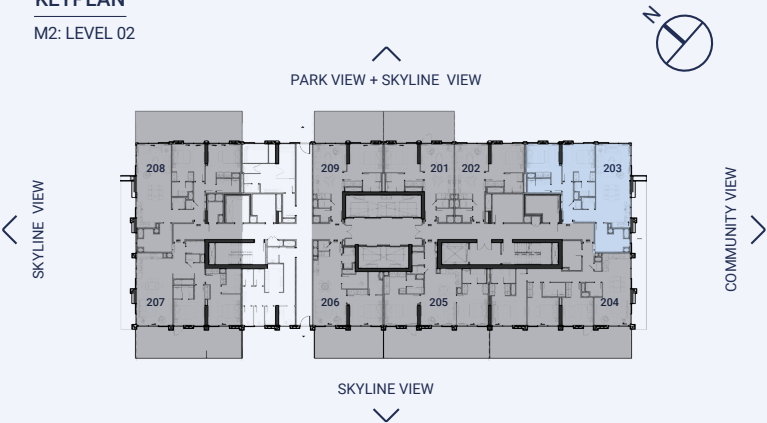 KEYPLAN
M2: LEVEL 02
N
PARK VIEW + SKYLINE VIEW
208
209
201
202
203
SKYLINE VIEW
COMMUNITY VIEW
207
206
205
204
SKYLINE VIEW